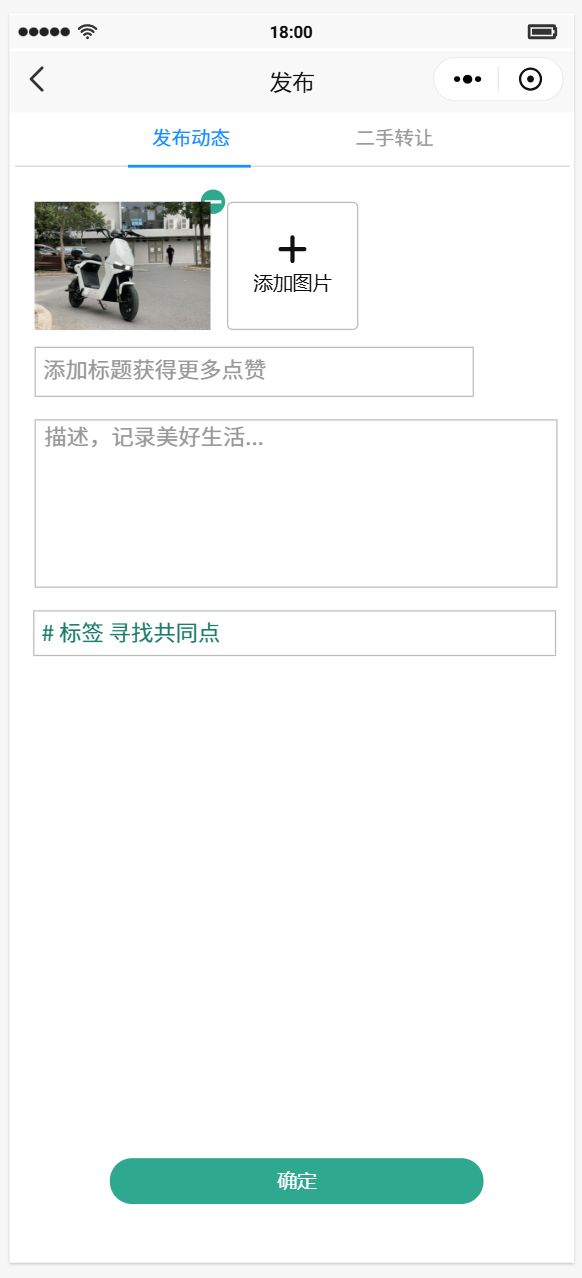 18:00
发布
发布动态
二手转让
添加图片
添加标题获得更多点赞
描述，记录美好生活...
# 标签 寻找共同点
确定